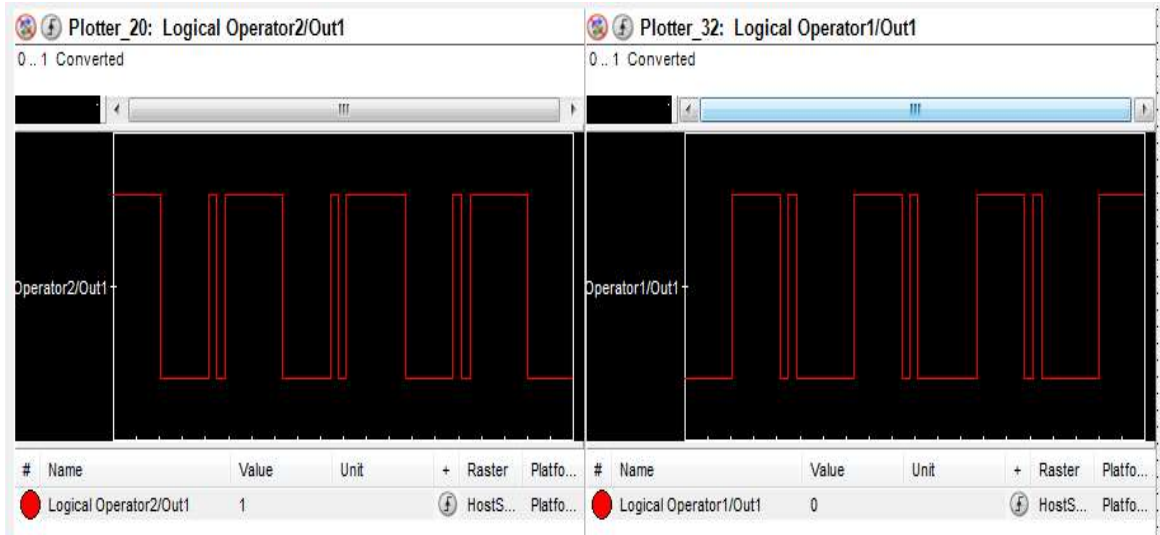 Plotter_20: Logical Operator2/Out1
0 .. 1 Converted
Operator2/Out1
# Name Value Unit + Raster Platfo...
Logical Operator2/Out1 1 HostS... Platfo...
Plotter_32: Logical Operator1/Out1
0 .. 1 Converted
Operator1/Out1
# Name Value Unit + Raster Platfo...
Logical Operator1/Out1 0 HostS... Platfo...